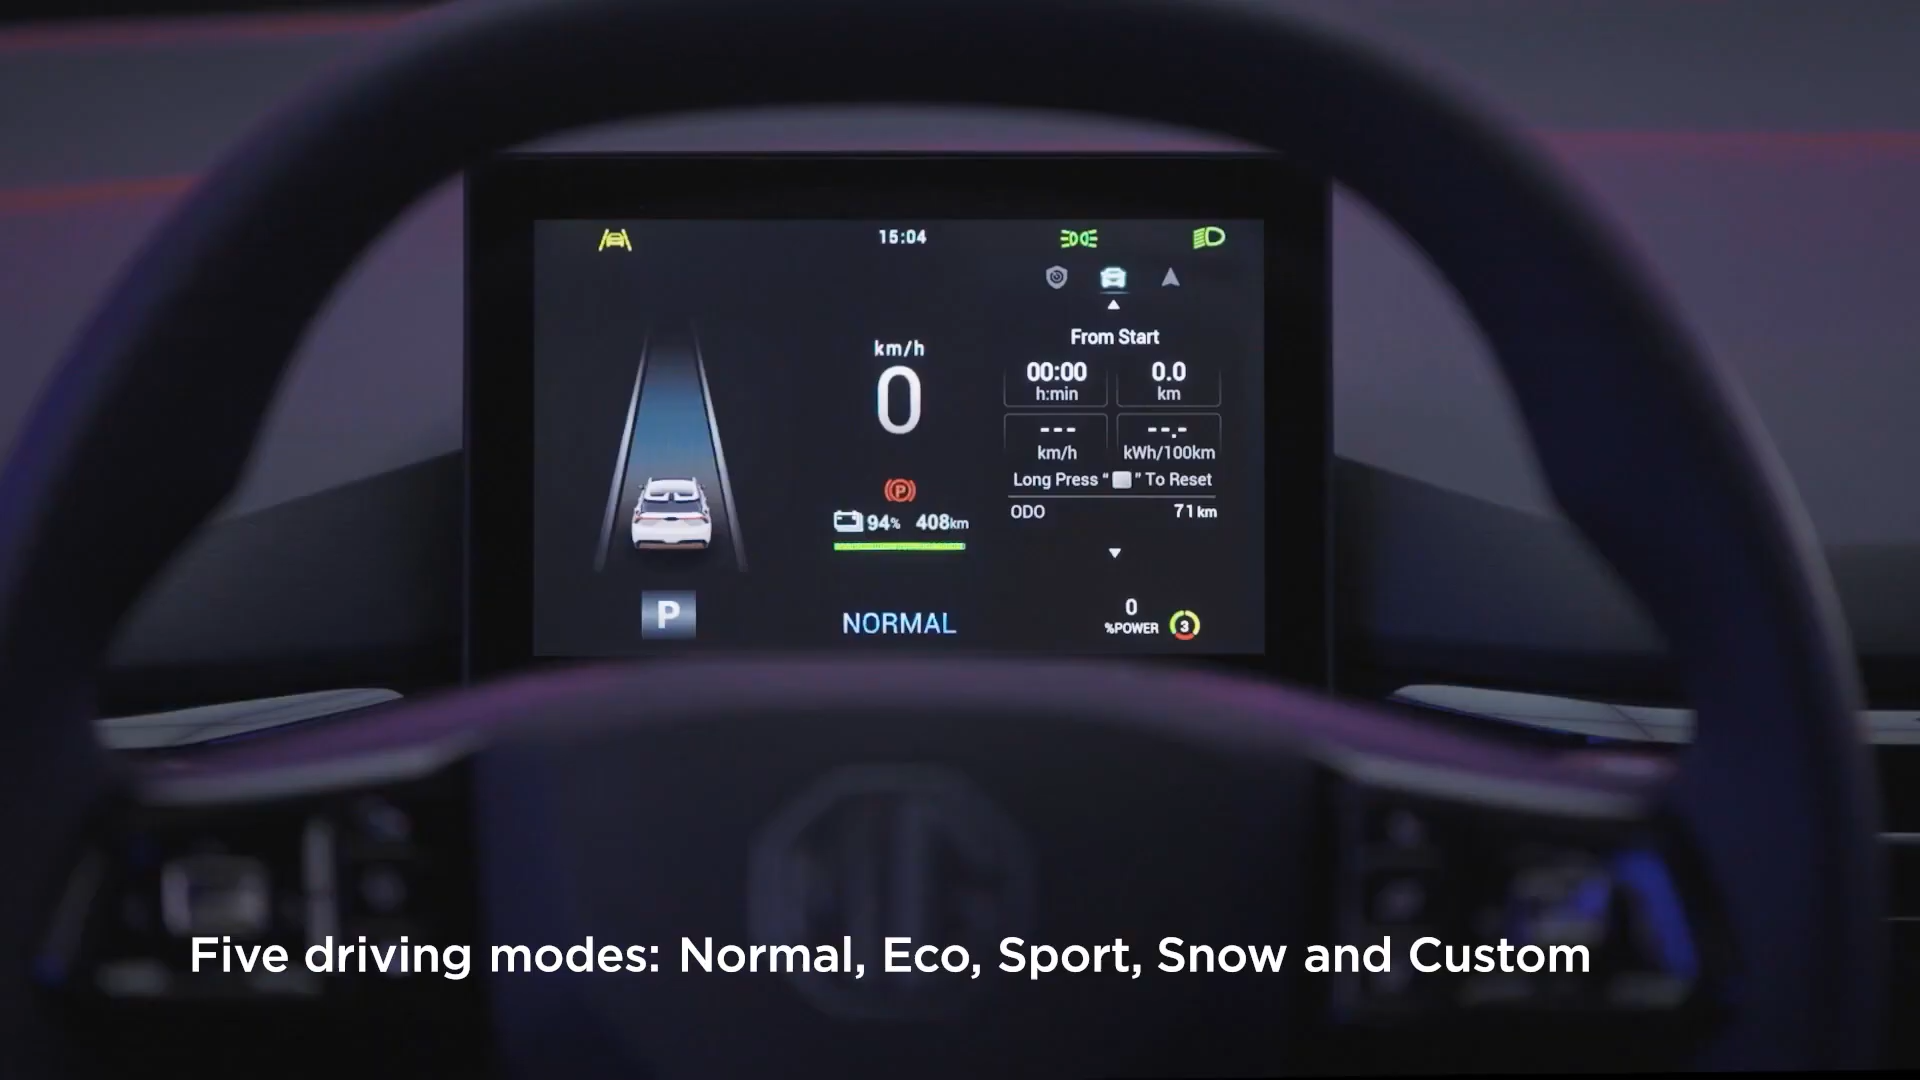 15:04
km/h
0
P
94% 408km
P
NORMAL
From Start
00:00
h:min
0.0
km
---
km/h
--.-
kWh/100km
Long Press “ ” To Reset
ODO 71 km
0
%POWER
3
MG
Five driving modes: Normal, Eco, Sport, Snow and Custom